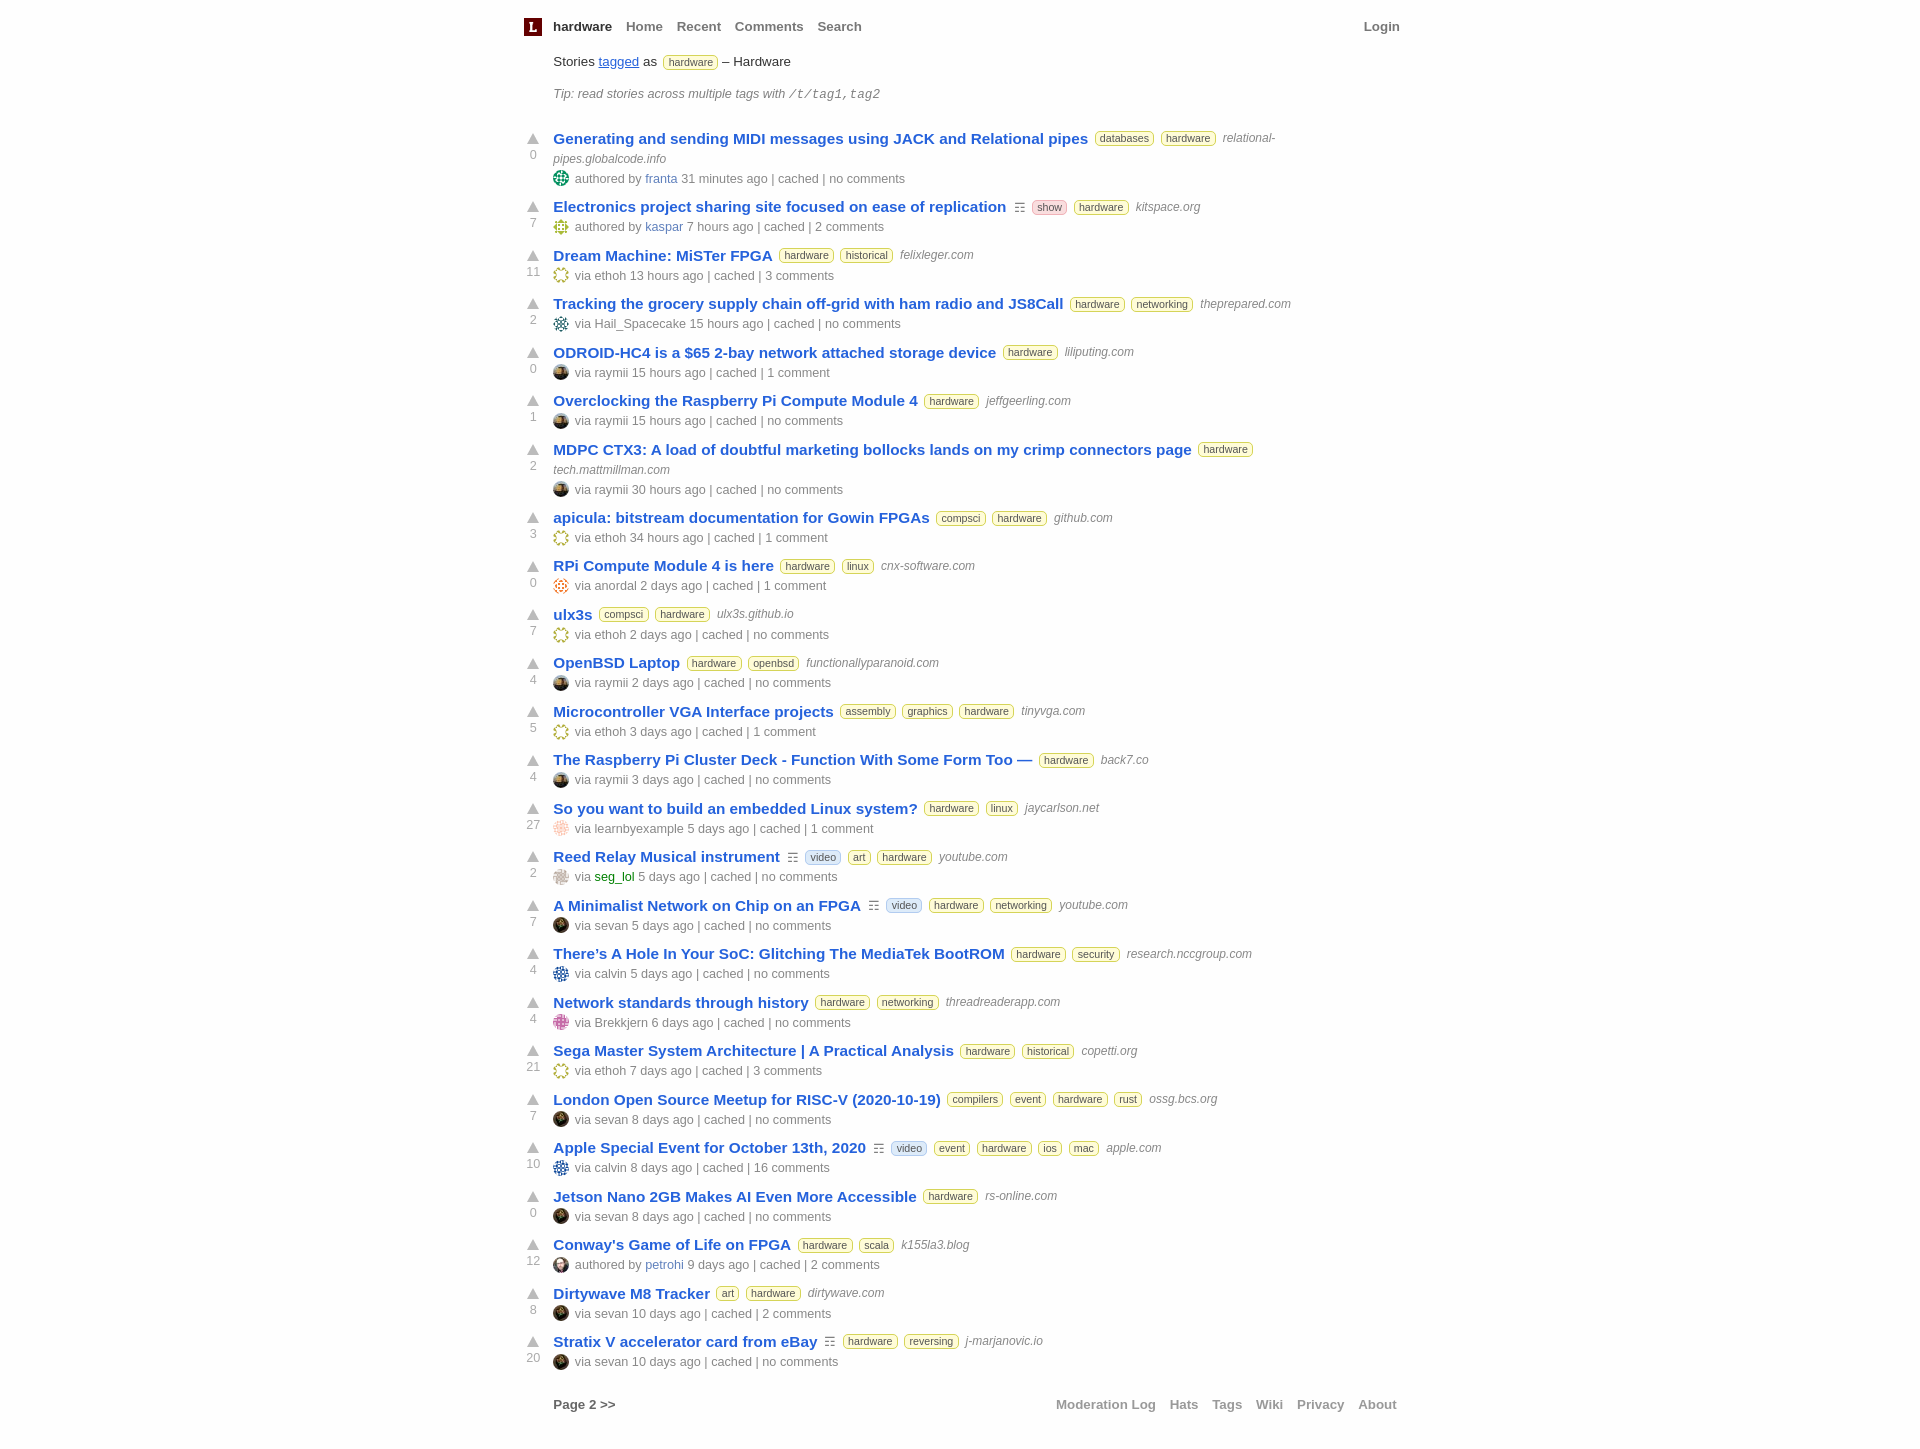 L hardware Home Recent Comments Search Login
Stories tagged as hardware – Hardware
Tip: read stories across multiple tags with /t/tag1,tag2
Generating and sending MIDI messages using JACK and Relational pipes databases hardware relational-
0 pipes.globalcode.info
authored by franta 31 minutes ago | cached | no comments
Electronics project sharing site focused on ease of replication ☶ show hardware kitspace.org
7 authored by kaspar 7 hours ago | cached | 2 comments
Dream Machine: MiSTer FPGA hardware historical felixleger.com
11 via ethoh 13 hours ago | cached | 3 comments
Tracking the grocery supply chain off-grid with ham radio and JS8Call hardware networking theprepared.com
2 via Hail_Spacecake 15 hours ago | cached | no comments
ODROID-HC4 is a $65 2-bay network attached storage device hardware liliputing.com
0 via raymii 15 hours ago | cached | 1 comment
Overclocking the Raspberry Pi Compute Module 4 hardware jeffgeerling.com
1 via raymii 15 hours ago | cached | no comments
MDPC CTX3: A load of doubtful marketing bollocks lands on my crimp connectors page hardware
2 tech.mattmillman.com
via raymii 30 hours ago | cached | no comments
apicula: bitstream documentation for Gowin FPGAs compsci hardware github.com
3 via ethoh 34 hours ago | cached | 1 comment
RPi Compute Module 4 is here hardware linux cnx-software.com
0 via anordal 2 days ago | cached | 1 comment
ulx3s compsci hardware ulx3s.github.io
7 via ethoh 2 days ago | cached | no comments
OpenBSD Laptop hardware openbsd functionallyparanoid.com
4 via raymii 2 days ago | cached | no comments
Microcontroller VGA Interface projects assembly graphics hardware tinyvga.com
5 via ethoh 3 days ago | cached | 1 comment
The Raspberry Pi Cluster Deck - Function With Some Form Too — hardware back7.co
4 via raymii 3 days ago | cached | no comments
So you want to build an embedded Linux system? hardware linux jaycarlson.net
27 via learnbyexample 5 days ago | cached | 1 comment
Reed Relay Musical instrument ☶ video art hardware youtube.com
2 via seg_lol 5 days ago | cached | no comments
A Minimalist Network on Chip on an FPGA ☶ video hardware networking youtube.com
7 via sevan 5 days ago | cached | no comments
There’s A Hole In Your SoC: Glitching The MediaTek BootROM hardware security research.nccgroup.com
4 via calvin 5 days ago | cached | no comments
Network standards through history hardware networking threadreaderapp.com
4 via Brekkjern 6 days ago | cached | no comments
Sega Master System Architecture | A Practical Analysis hardware historical copetti.org
21 via ethoh 7 days ago | cached | 3 comments
London Open Source Meetup for RISC-V (2020-10-19) compilers event hardware rust ossg.bcs.org
7 via sevan 8 days ago | cached | no comments
Apple Special Event for October 13th, 2020 ☶ video event hardware ios mac apple.com
10 via calvin 8 days ago | cached | 16 comments
Jetson Nano 2GB Makes AI Even More Accessible hardware rs-online.com
0 via sevan 8 days ago | cached | no comments
Conway's Game of Life on FPGA hardware scala k155la3.blog
12 authored by petrohi 9 days ago | cached | 2 comments
Dirtywave M8 Tracker art hardware dirtywave.com
8 via sevan 10 days ago | cached | 2 comments
Stratix V accelerator card from eBay ☶ hardware reversing j-marjanovic.io
20 via sevan 10 days ago | cached | no comments
Page 2 >> Moderation Log Hats Tags Wiki Privacy About